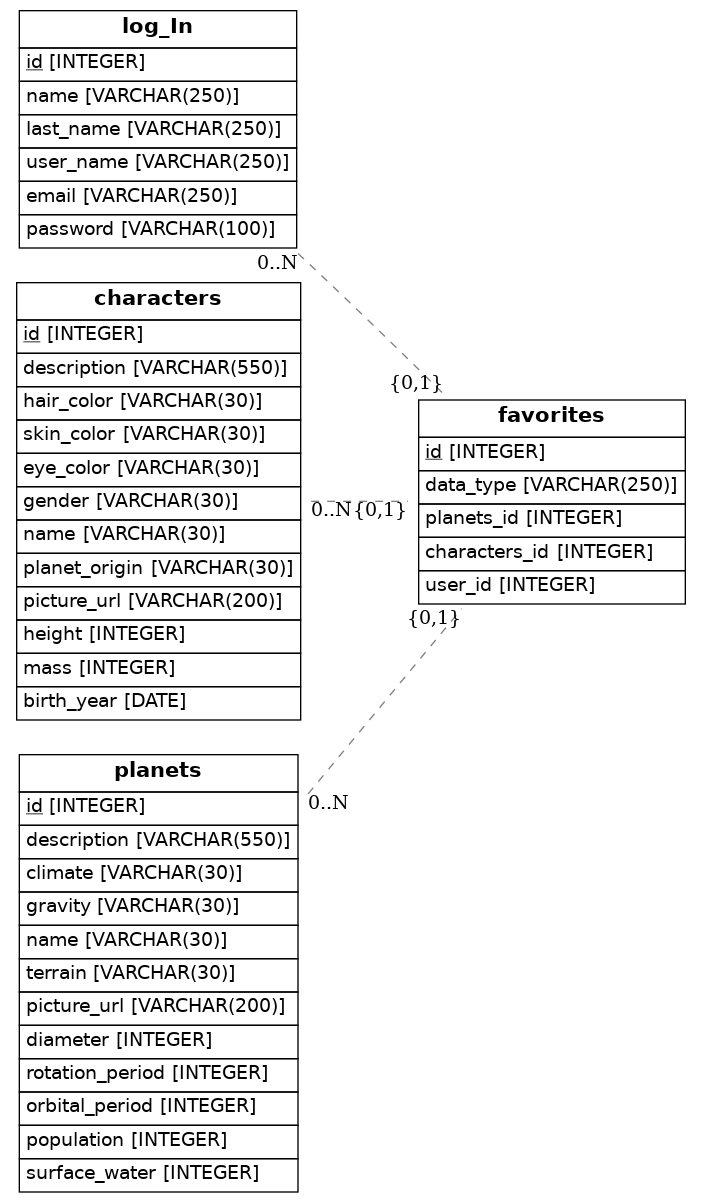 log_In
id [INTEGER]
name [VARCHAR(250)]
last_name [VARCHAR(250)]
user_name [VARCHAR(250)]
email [VARCHAR(250)]
password [VARCHAR(100)]
0..N
{0,1}
characters
id [INTEGER]
description [VARCHAR(550)]
hair_color [VARCHAR(30)]
skin_color [VARCHAR(30)]
eye_color [VARCHAR(30)]
gender [VARCHAR(30)]
name [VARCHAR(30)]
planet_origin [VARCHAR(30)]
picture_url [VARCHAR(200)]
height [INTEGER]
mass [INTEGER]
birth_year [DATE]
0..N {0,1}
favorites
id [INTEGER]
data_type [VARCHAR(250)]
planets_id [INTEGER]
characters_id [INTEGER]
user_id [INTEGER]
{0,1}
0..N
planets
id [INTEGER]
description [VARCHAR(550)]
climate [VARCHAR(30)]
gravity [VARCHAR(30)]
name [VARCHAR(30)]
terrain [VARCHAR(30)]
picture_url [VARCHAR(200)]
diameter [INTEGER]
rotation_period [INTEGER]
orbital_period [INTEGER]
population [INTEGER]
surface_water [INTEGER]